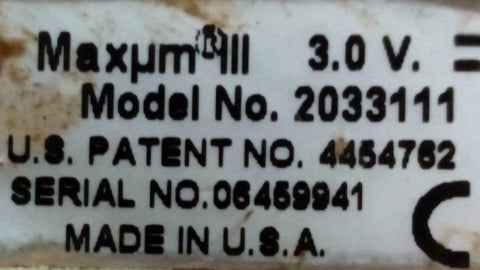 Maxµm® III 3.0 V. ⎓
Model No. 2033111
U.S. PATENT NO. 4454762
SERIAL NO.06459941
MADE IN U.S.A.